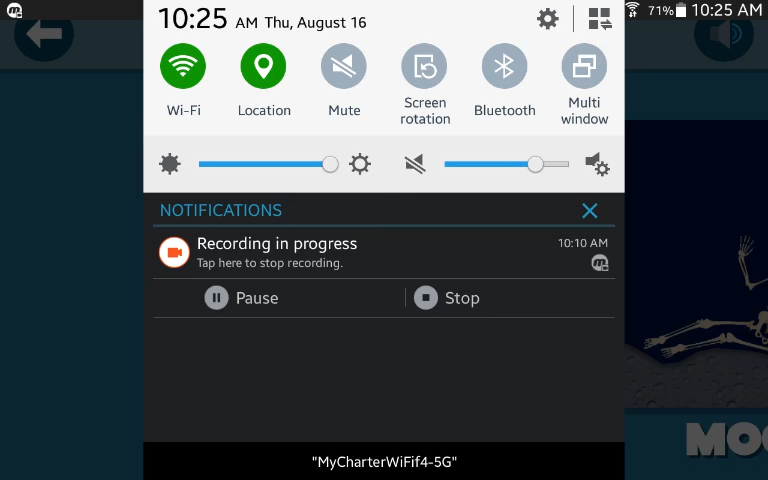 10:25 AM Thu, August 16
71% 10:25 AM
Wi-Fi
Location
Mute
Screen
rotation
Bluetooth
Multi
window
NOTIFICATIONS
Recording in progress
10:10 AM
Tap here to stop recording.
Pause
Stop
"MyCharterWiFif4-5G"
MOO